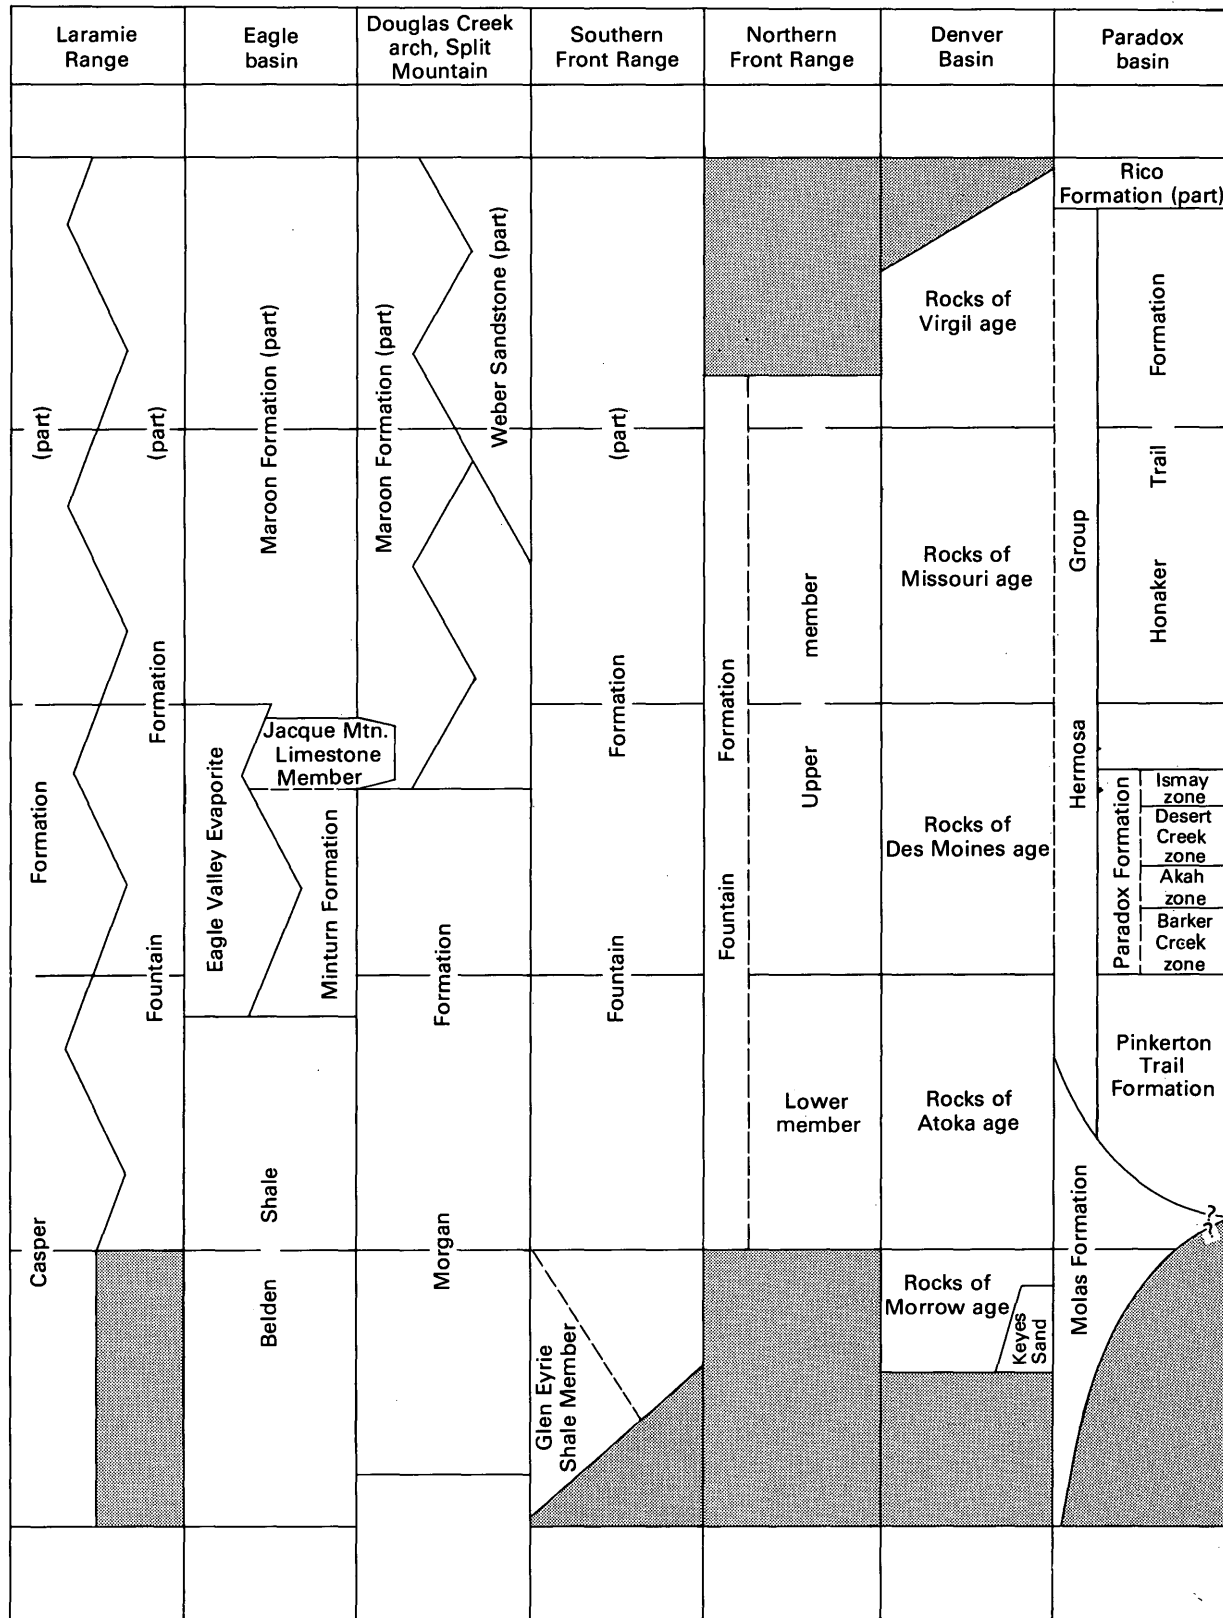 Laramie
Range
Eagle
basin
Douglas Creek
arch, Split
Mountain
Southern
Front Range
Northern
Front Range
Denver
Basin
Paradox
basin
Casper Formation (part)
Fountain Formation (part)
Maroon Formation (part)
Eagle Valley Evaporite
Jacque Mtn.
Limestone
Member
Minturn Formation
Belden Shale
Maroon Formation (part)
Weber Sandstone (part)
Morgan Formation
Fountain Formation (part)
Glen Eyrie
Shale Member
Fountain Formation
Upper member
Lower
member
Rocks of
Virgil age
Rocks of
Missouri age
Rocks of
Des Moines age
Rocks of
Atoka age
Rocks of
Morrow age
Keyes
Sand
Rico
Formation (part)
Hermosa Group
Honaker Trail Formation
Paradox Formation
Ismay
zone
Desert
Creek
zone
Akah
zone
Barker
Creek
zone
Pinkerton
Trail
Formation
Molas Formation
?
?